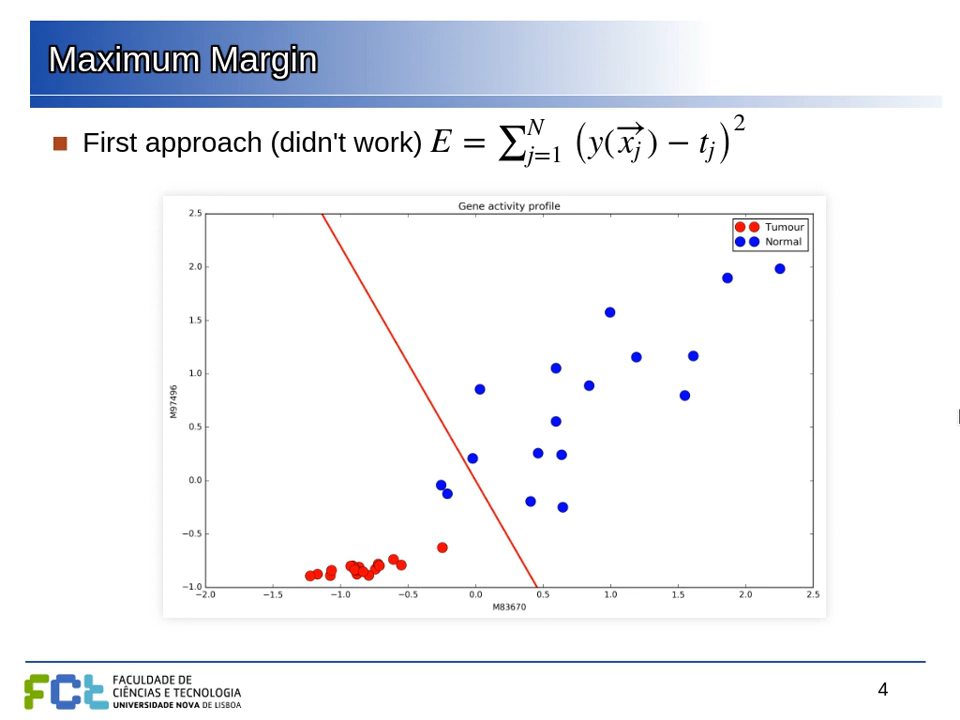 Maximum Margin
First approach (didn't work) E = ∑_{j=1}^{N} (y(\vec{x_j}) − t_j)^2
Gene activity profile
Tumour
Normal
2.5
2.0
1.5
1.0
0.5
0.0
−0.5
−1.0
M97496
−2.0 −1.5 −1.0 −0.5 0.0 0.5 1.0 1.5 2.0 2.5
M83670
FCt FACULDADE DE
CIÊNCIAS E TECNOLOGIA
UNIVERSIDADE NOVA DE LISBOA
4